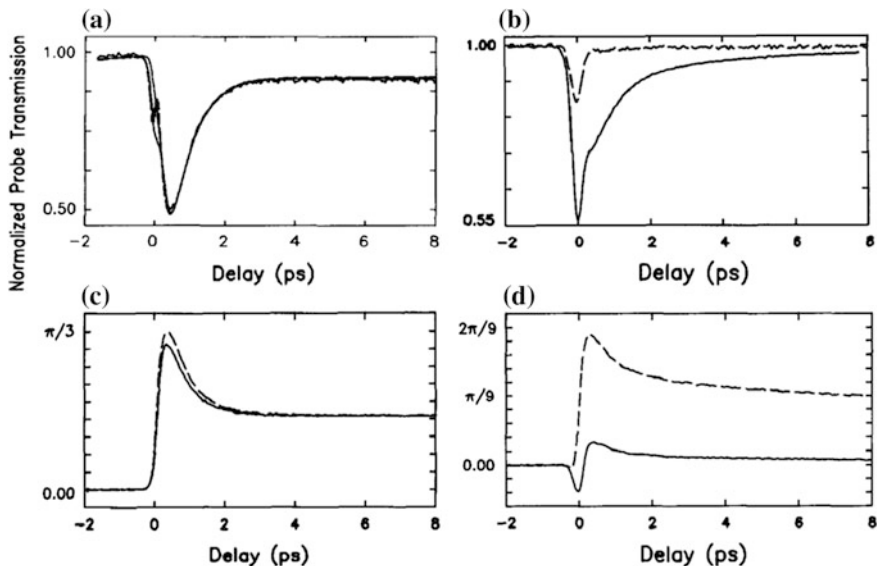 (a)
(b)
Normalized Probe Transmission
1.00
0.50
-2 0 2 4 6 8
Delay (ps)
1.00
0.55
-2 0 2 4 6 8
Delay (ps)
(c)
(d)
π/3
0.00
-2 0 2 4 6 8
Delay (ps)
2π/9
π/9
0.00
-2 0 2 4 6 8
Delay (ps)